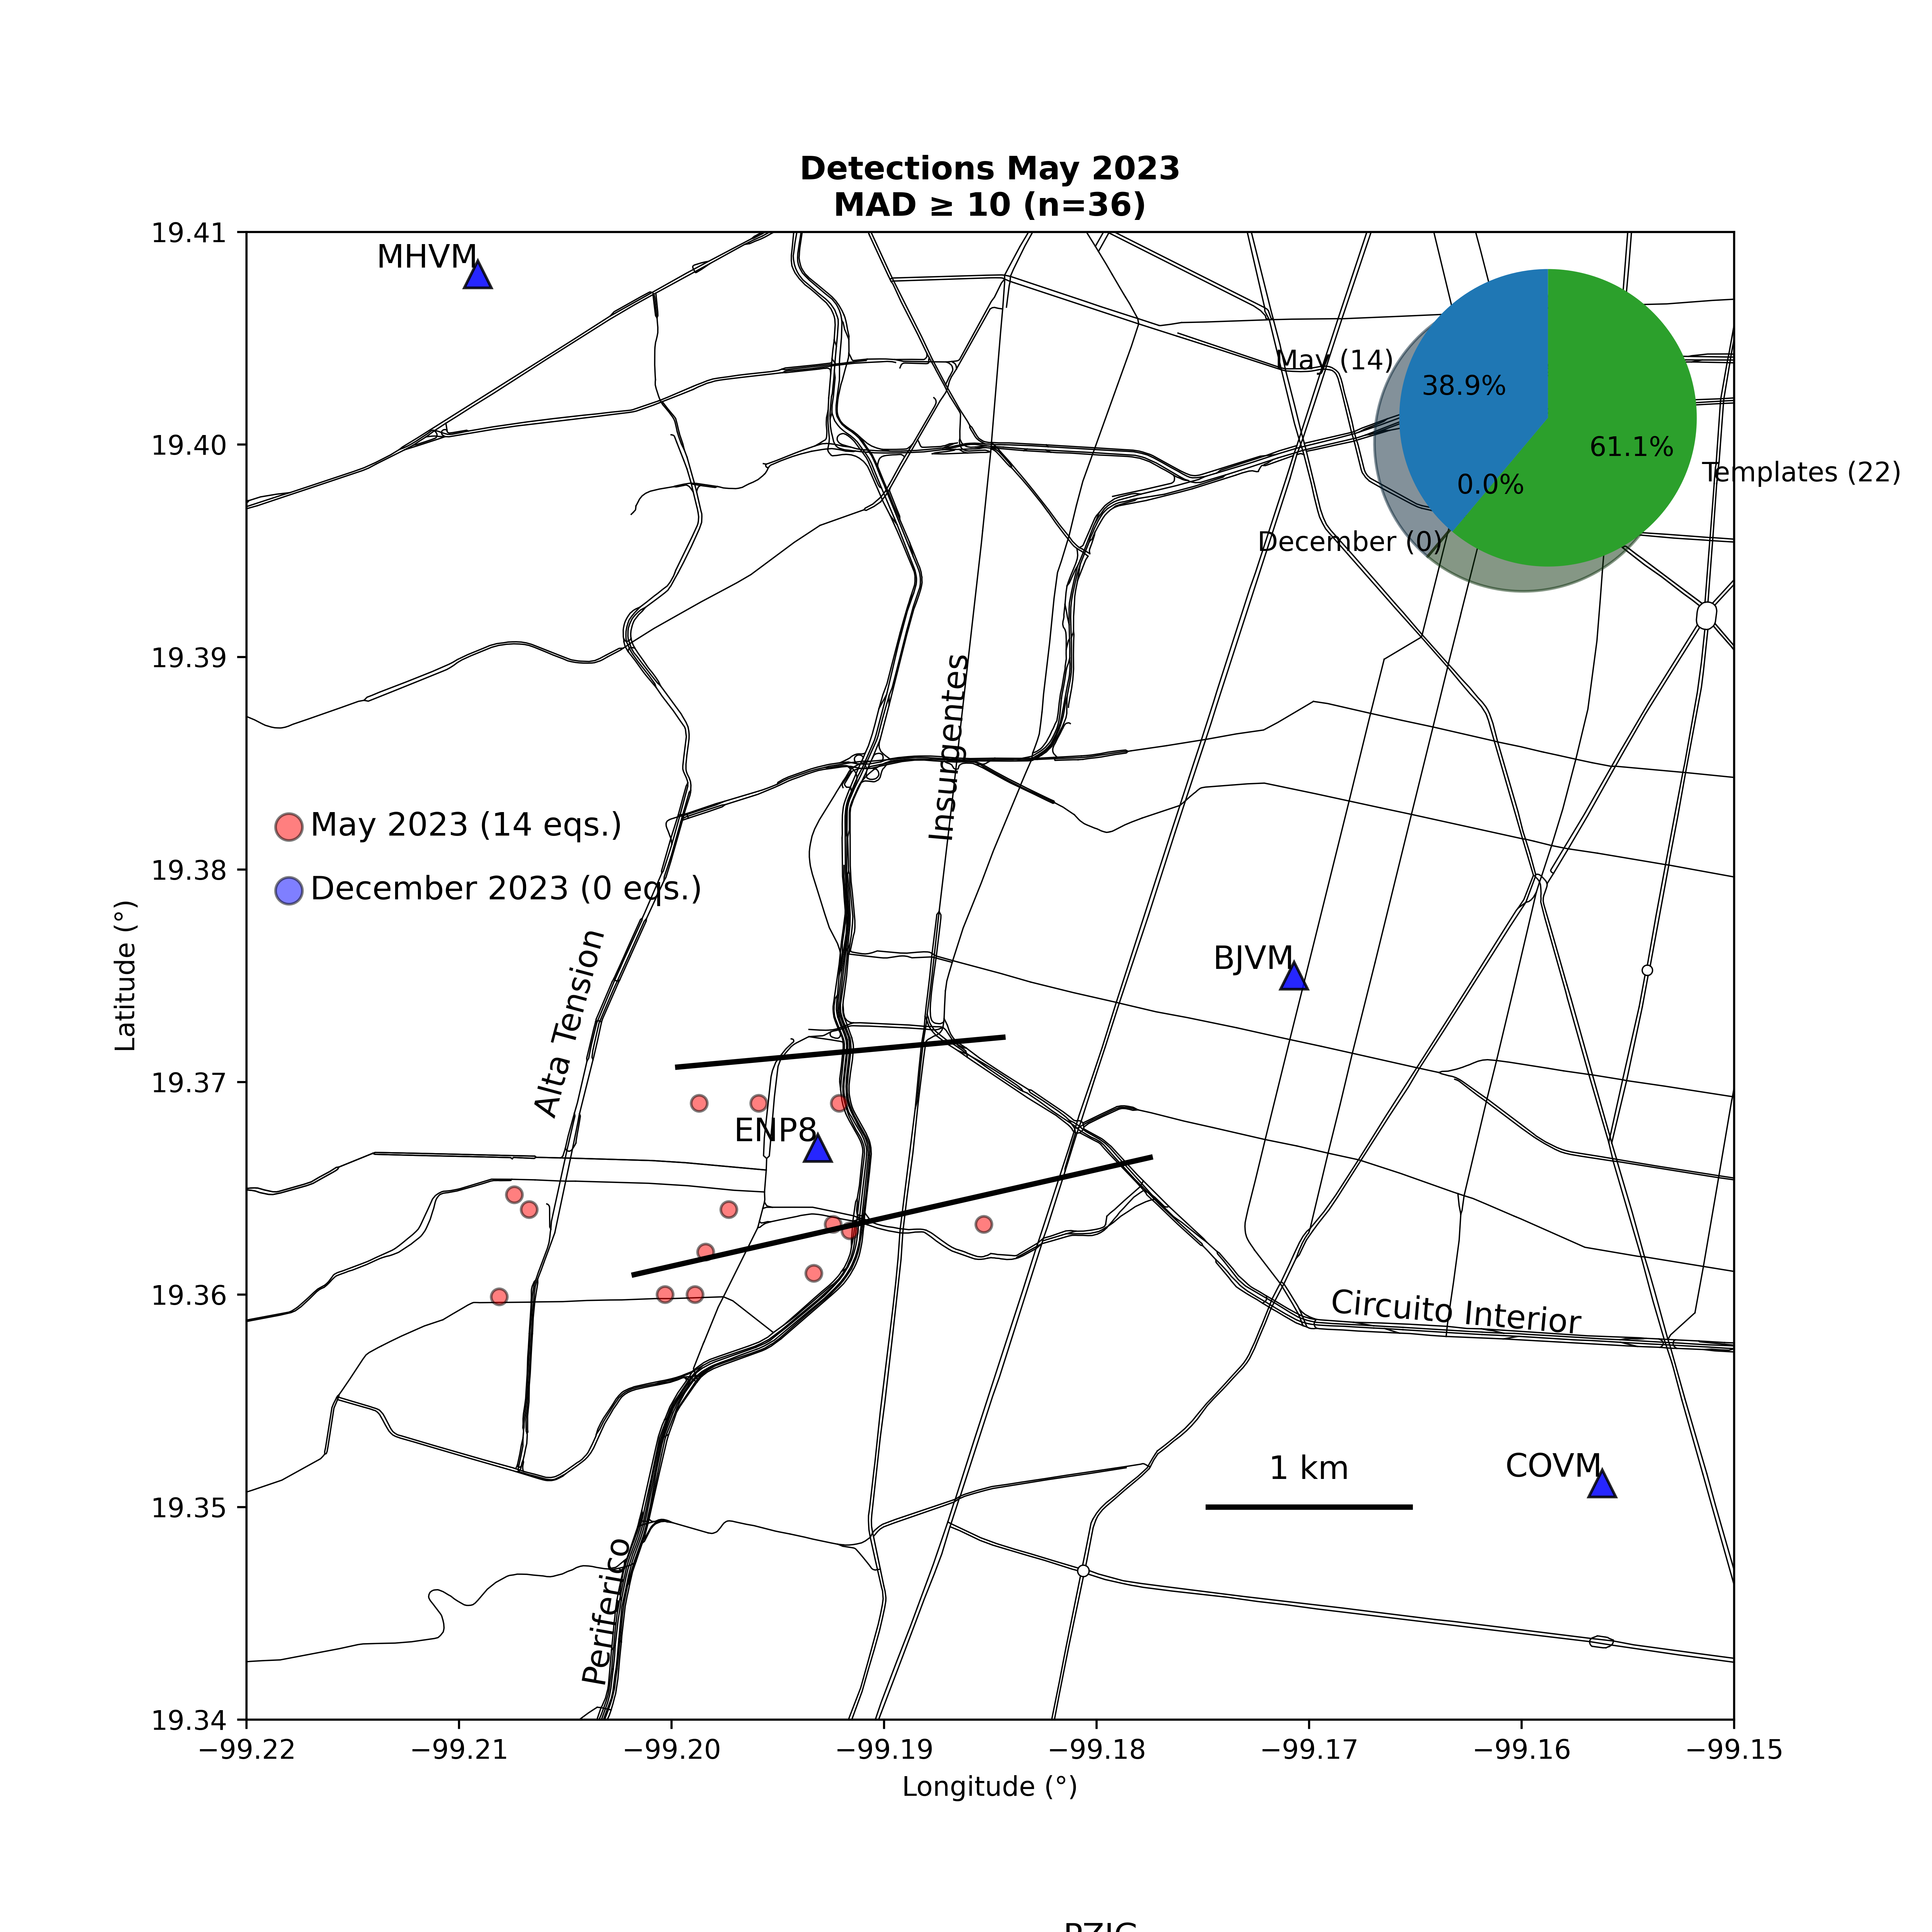 Detections May 2023
MAD ≥ 10 (n=36)
19.41
19.40
19.39
19.38
19.37
19.36
19.35
19.34
Latitude (°)
MHVM
May (14)
38.9%
61.1%
0.0%
Templates (22)
December (0)
Insurgentes
May 2023 (14 eqs.)
December 2023 (0 eqs.)
Alta Tension
BJVM
ENP8
Circuito Interior
1 km
COVM
Periferico
−99.22
−99.21
−99.20
−99.19
−99.18
−99.17
−99.16
−99.15
Longitude (°)